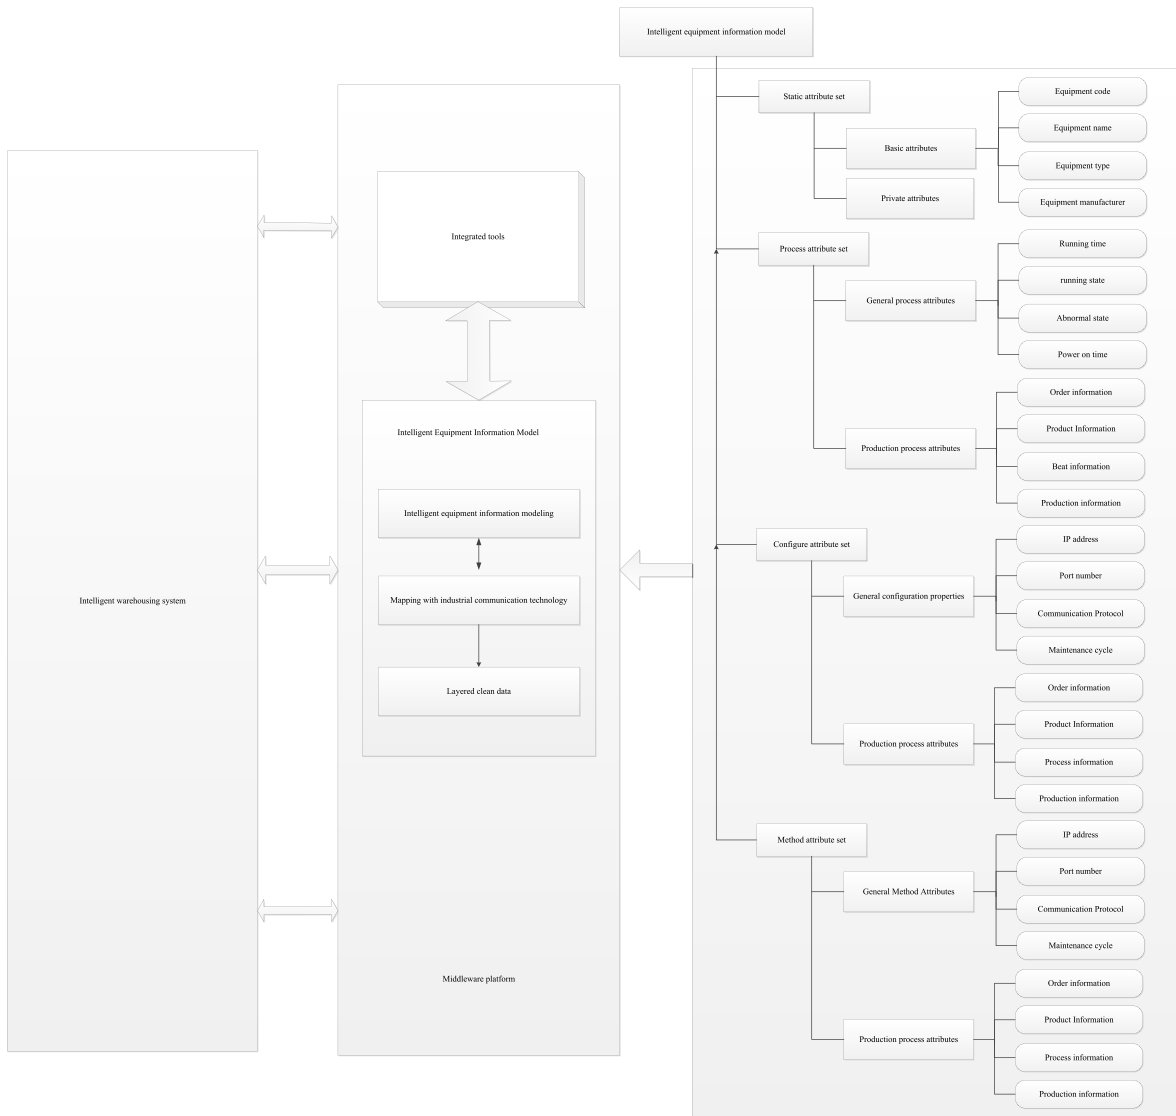 Intelligent equipment information model
Intelligent warehousing system
Integrated tools
Intelligent Equipment Information Model
Intelligent equipment information modeling
Mapping with industrial communication technology
Layered clean data
Middleware platform
Static attribute set
Basic attributes
Equipment code
Equipment name
Equipment type
Equipment manufacturer
Private attributes
Process attribute set
General process attributes
Running time
running state
Abnormal state
Power on time
Production process attributes
Order information
Product Information
Beat information
Production information
Configure attribute set
General configuration properties
IP address
Port number
Communication Protocol
Maintenance cycle
Production process attributes
Order information
Product Information
Process information
Production information
Method attribute set
General Method Attributes
IP address
Port number
Communication Protocol
Maintenance cycle
Production process attributes
Order information
Product Information
Process information
Production information